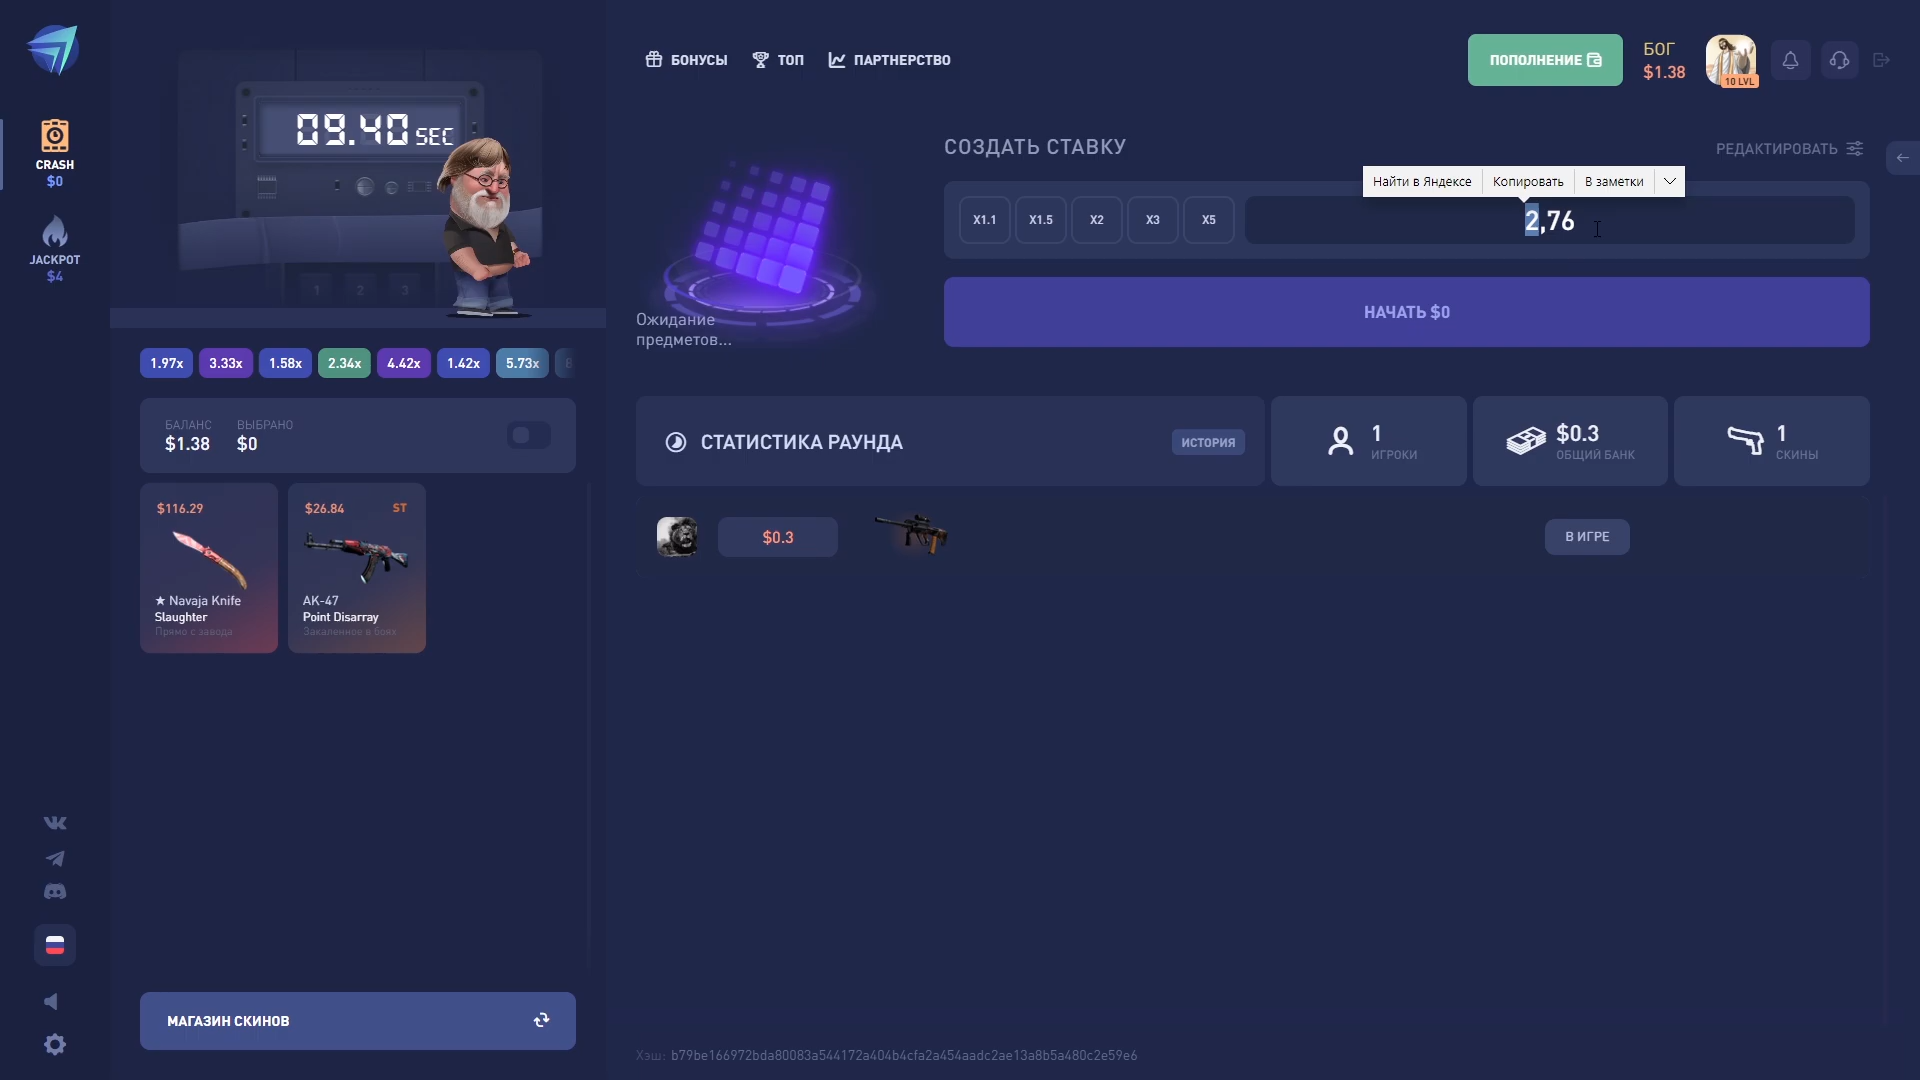 CRASH
$0
JACKPOT
$4
09.40 SEC
1 2 3
1.97x 3.33x 1.58x 2.34x 4.42x 1.42x 5.73x
БАЛАНС
$1.38
ВЫБРАНО
$0
$116.29
★ Navaja Knife
Slaughter
Прямо с завода
$26.84 ST
AK-47
Point Disarray
Закаленное в боях
МАГАЗИН СКИНОВ
БОНУСЫ ТОП ПАРТНЕРСТВО
ПОПОЛНЕНИЕ
БОГ
$1.38
10 LVL
Ожидание
предметов...
СОЗДАТЬ СТАВКУ
РЕДАКТИРОВАТЬ
Найти в Яндексе Копировать В заметки
X1.1 X1.5 X2 X3 X5
2,76
НАЧАТЬ $0
СТАТИСТИКА РАУНДА
ИСТОРИЯ
1
ИГРОКИ
$0.3
ОБЩИЙ БАНК
1
СКИНЫ
$0.3
В ИГРЕ
Хэш: b79be166972bda80083a544172a404b4cfa2a454aadc2ae13a8b5a480c2e59e6